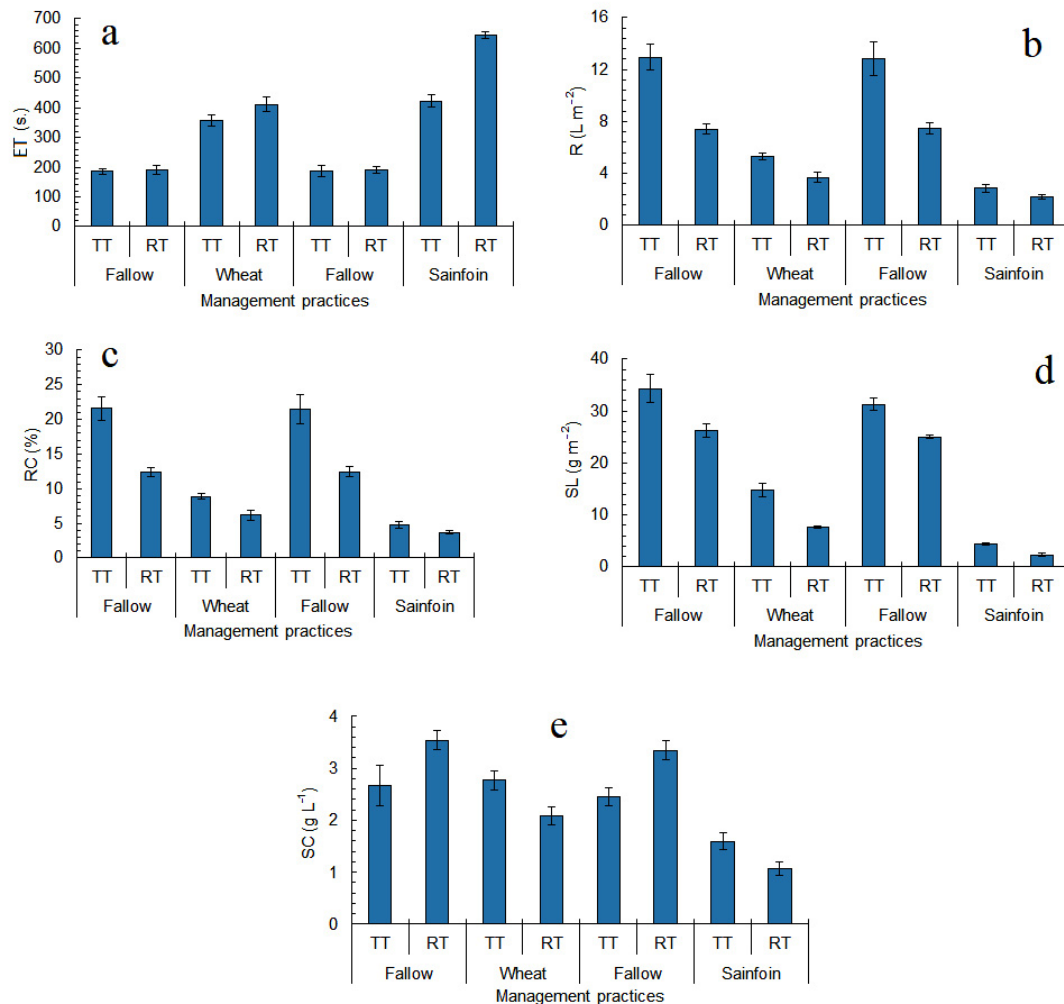 a
ET (s.)
700
600
500
400
300
200
100
0
TT RT TT RT TT RT TT RT
Fallow Wheat Fallow Sainfoin
Management practices
b
R (L m⁻²)
16
12
8
4
0
TT RT TT RT TT RT TT RT
Fallow Wheat Fallow Sainfoin
Management practices
c
RC (%)
30
25
20
15
10
5
0
TT RT TT RT TT RT TT RT
Fallow Wheat Fallow Sainfoin
Management practices
d
SL (g m⁻²)
40
30
20
10
0
TT RT TT RT TT RT TT RT
Fallow Wheat Fallow Sainfoin
Management practices
e
SC (g L⁻¹)
4
3
2
1
0
TT RT TT RT TT RT TT RT
Fallow Wheat Fallow Sainfoin
Management practices